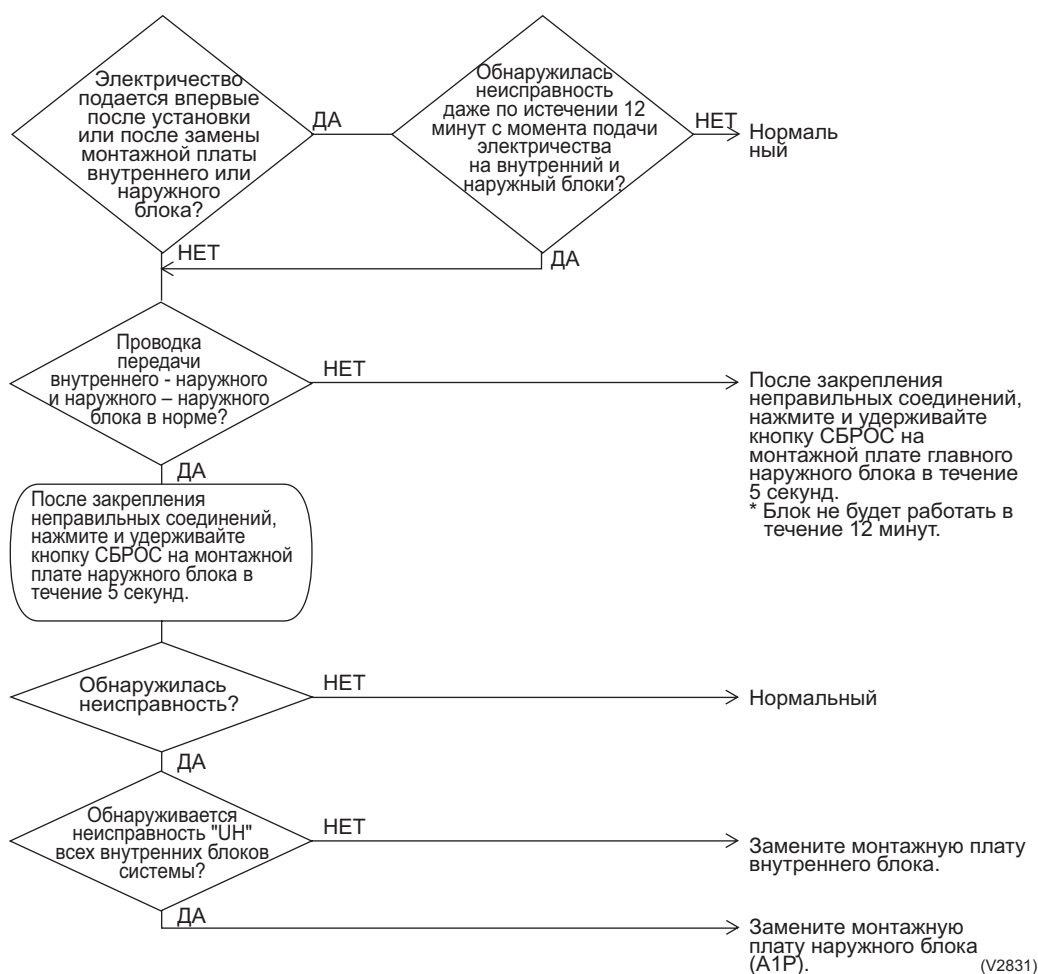 Электричество
подается впервые
после установки
или после замены
монтажной платы
внутреннего или
наружного
блока?
ДА
Обнаружилась
неисправность
даже по истечении 12
минут с момента подачи
электричества
на внутренний и
наружный блоки?
НЕТ
Нормаль
ный
НЕТ
ДА
Проводка
передачи
внутреннего - наружного
и наружного – наружного
блока в норме?
НЕТ
После закрепления
неправильных соединений,
нажмите и удерживайте
кнопку СБРОС на
монтажной плате главного
наружного блока в течение
5 секунд.
* Блок не будет работать в
течение 12 минут.
ДА
После закрепления
неправильных соединений,
нажмите и удерживайте
кнопку СБРОС на монтажной
плате наружного блока в
течение 5 секунд.
Обнаружилась
неисправность?
НЕТ
Нормальный
ДА
Обнаруживается
неисправность "UH"
всех внутренних блоков
системы?
НЕТ
Замените монтажную плату
внутреннего блока.
ДА
Замените монтажную
плату наружного блока
(A1P).
(V2831)